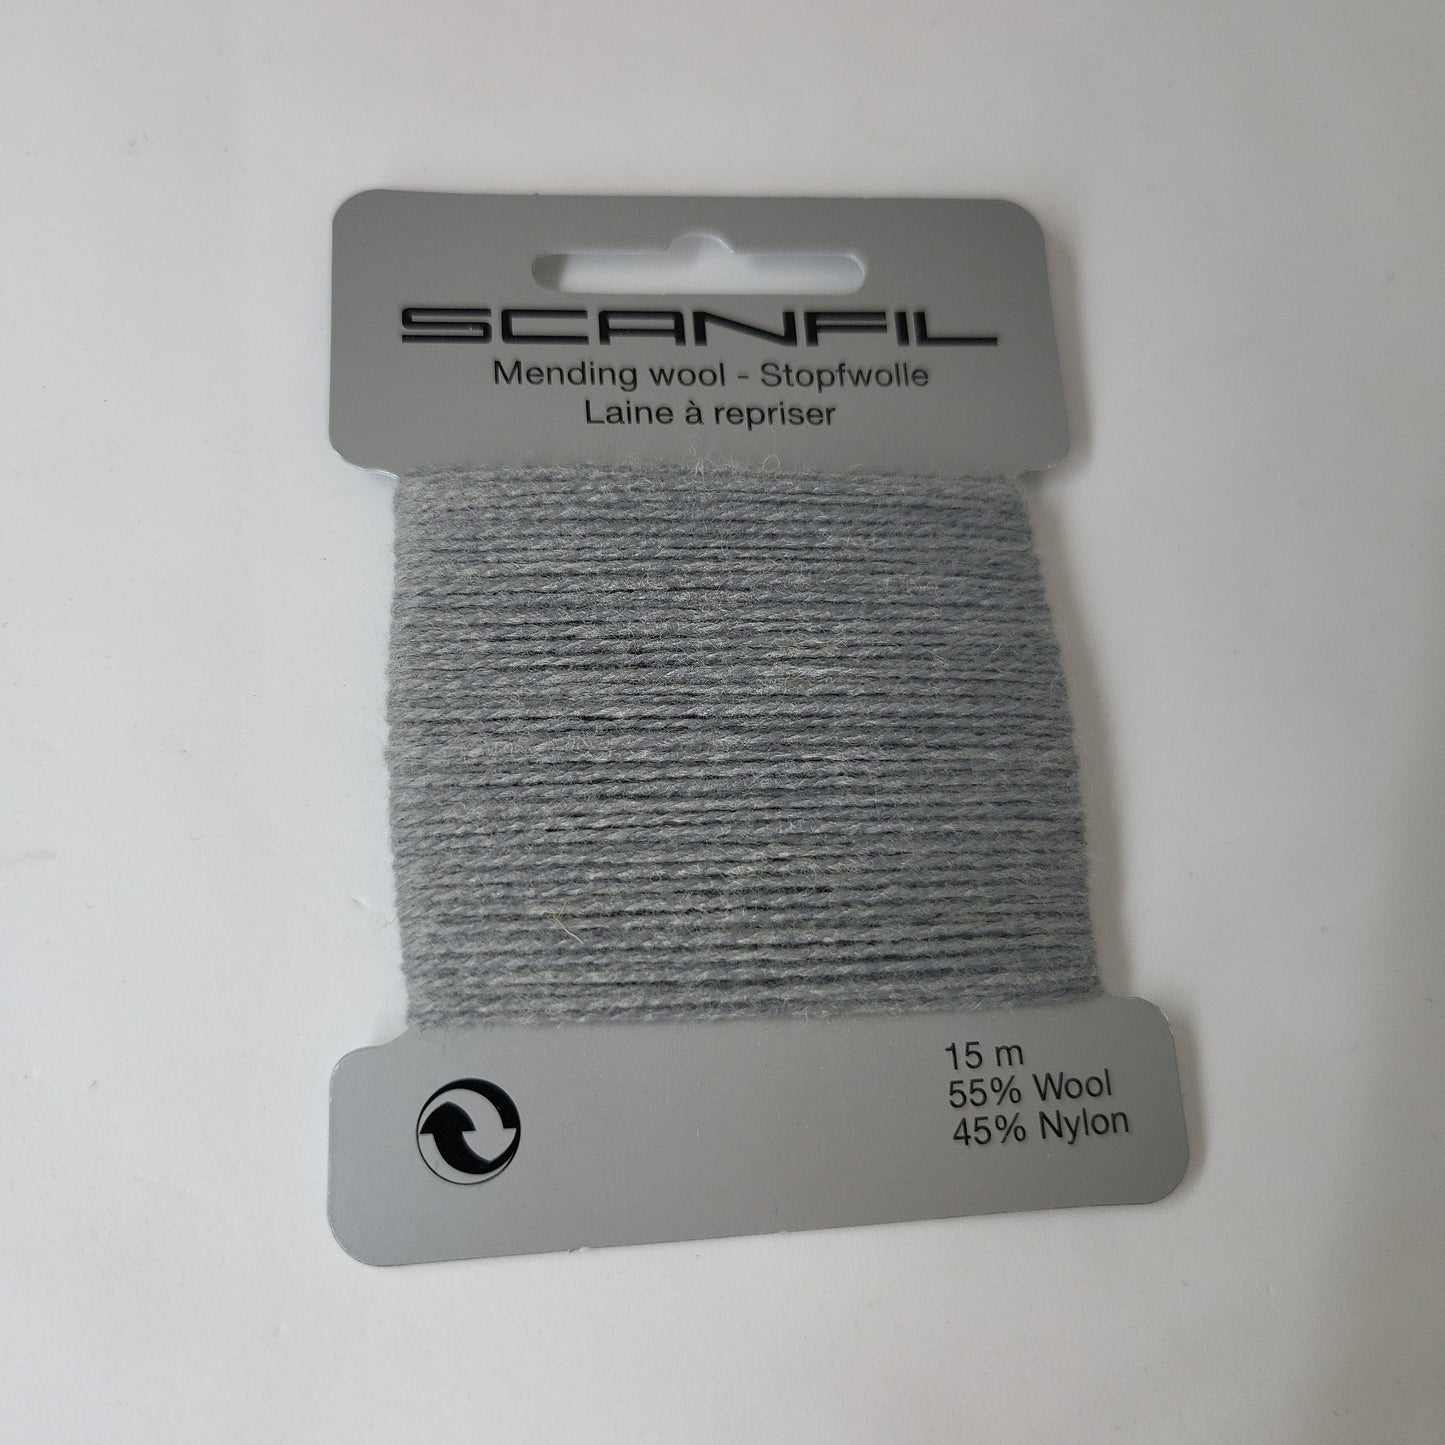 SCANFIL
Mending wool - Stopfwolle
Laine à repriser
15 m
55% Wool
45% Nylon